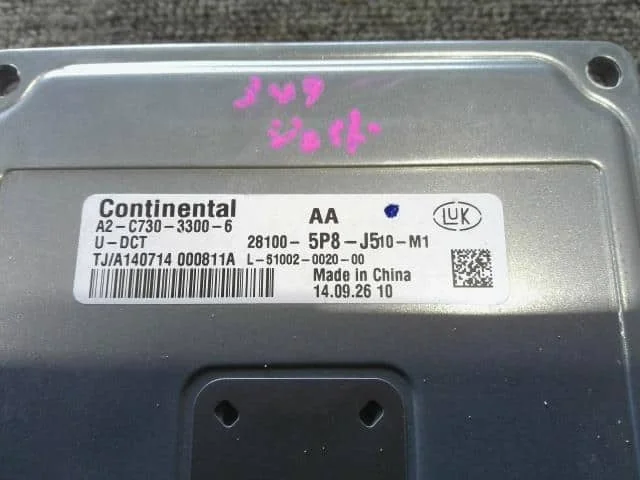 Continental
AA
LUK
A2-C730-3300-6
U-DCT
28100- 5P8-J510-M1
TJ/A140714 000811A
L-61002-0020-00
Made in China
14.09.26 10